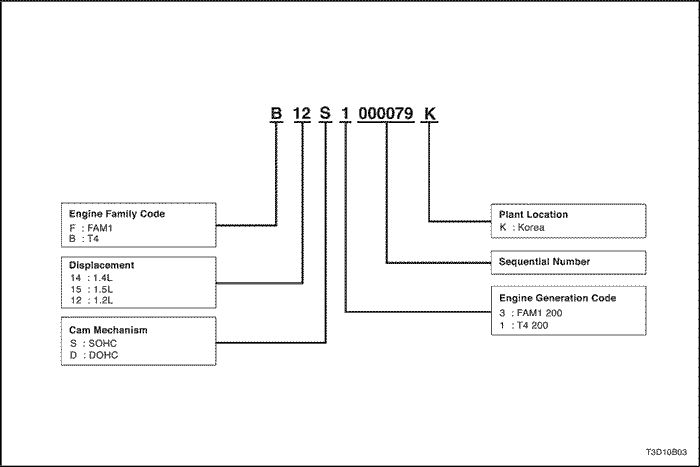 B 12 S 1 000079 K
Engine Family Code
F : FAM1
B : T4
Displacement
14 : 1.4L
15 : 1.5L
12 : 1.2L
Cam Mechanism
S : SOHC
D : DOHC
Plant Location
K : Korea
Sequential Number
Engine Generation Code
3 : FAM1 200
1 : T4 200
T3D10B03